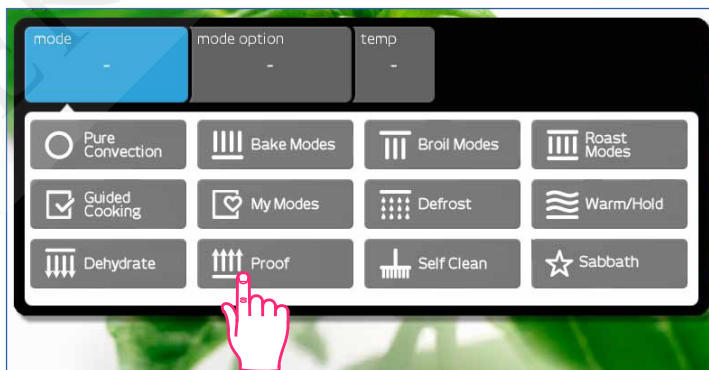 mode
mode option
temp
-
-
-
Pure
Convection
Bake Modes
Broil Modes
Roast
Modes
Guided
Cooking
My Modes
Defrost
Warm/Hold
Dehydrate
Proof
Self Clean
Sabbath